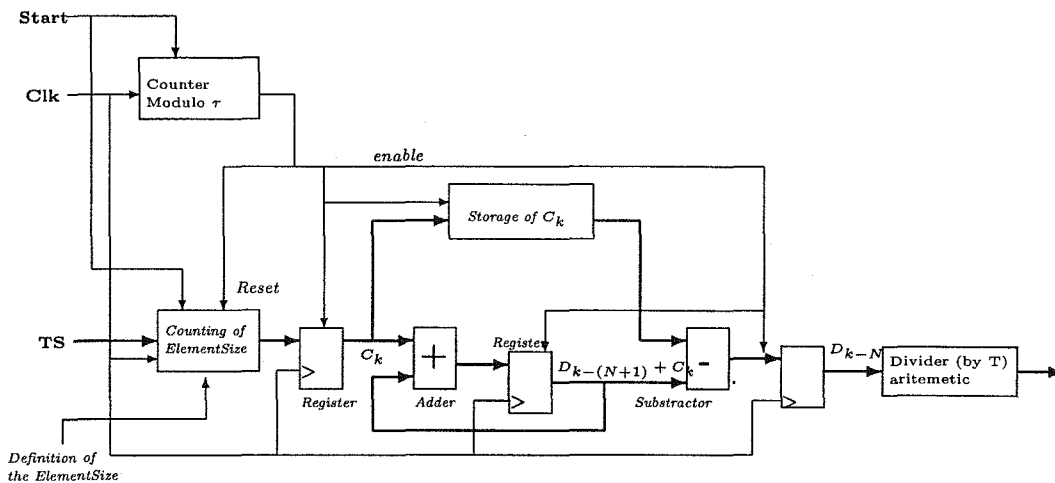 Start
Counter
Modulo τ
Clk
enable
Storage of C_k
Reset
Counting of
ElementSize
TS
C_k
+
Register
D_{k-(N+1)} + C_k
-
D_{k-N}
Divider (by T)
aritemetic
Register
Adder
Substractor
Definition of
the ElementSize